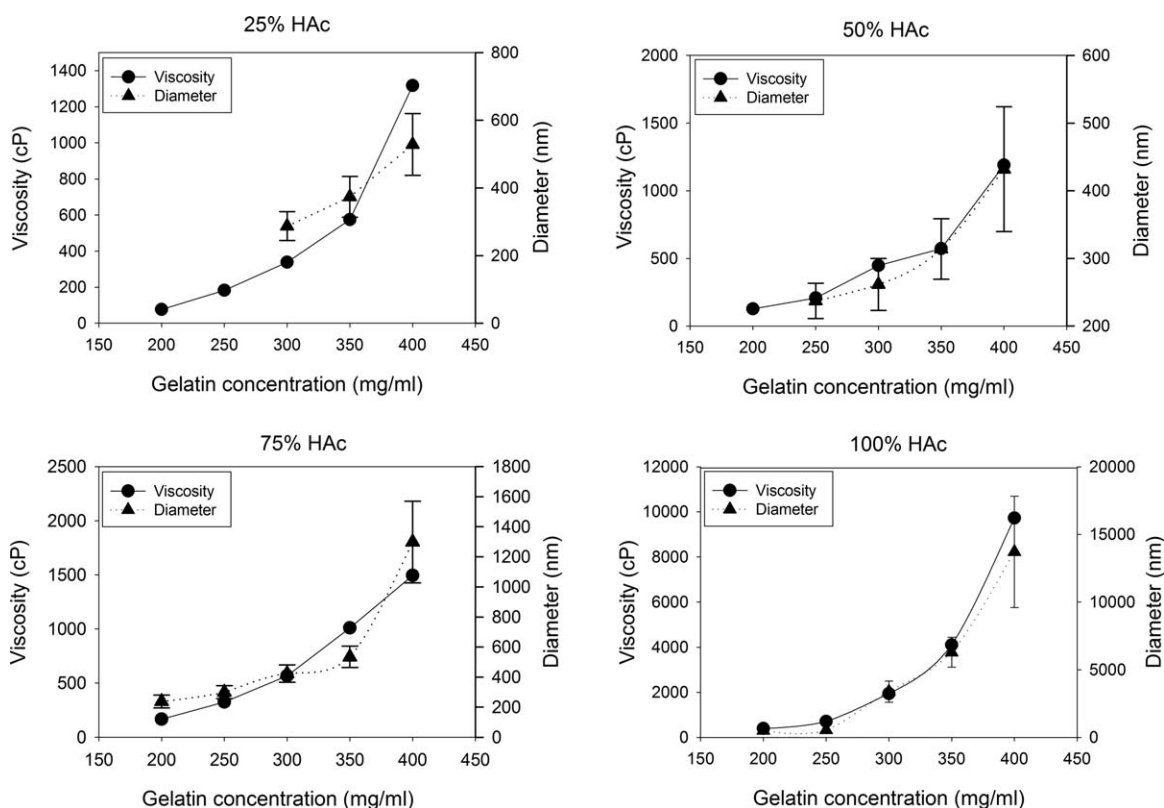 25% HAc
Viscosity
Diameter
Viscosity (cP)
1400
1200
1000
800
600
400
200
0
800
600
400
200
0
Diameter (nm)
150 200 250 300 350 400 450
Gelatin concentration (mg/ml)
50% HAc
Viscosity
Diameter
Viscosity (cP)
2000
1500
1000
500
0
600
500
400
300
200
Diameter (nm)
150 200 250 300 350 400 450
Gelatin concentration (mg/ml)
75% HAc
Viscosity
Diameter
Viscosity (cP)
2500
2000
1500
1000
500
0
1800
1600
1400
1200
1000
800
600
400
200
0
Diameter (nm)
150 200 250 300 350 400 450
Gelatin concentration (mg/ml)
100% HAc
Viscosity
Diameter
Viscosity (cP)
12000
10000
8000
6000
4000
2000
0
20000
15000
10000
5000
0
Diameter (nm)
150 200 250 300 350 400 450
Gelatin concentration (mg/ml)